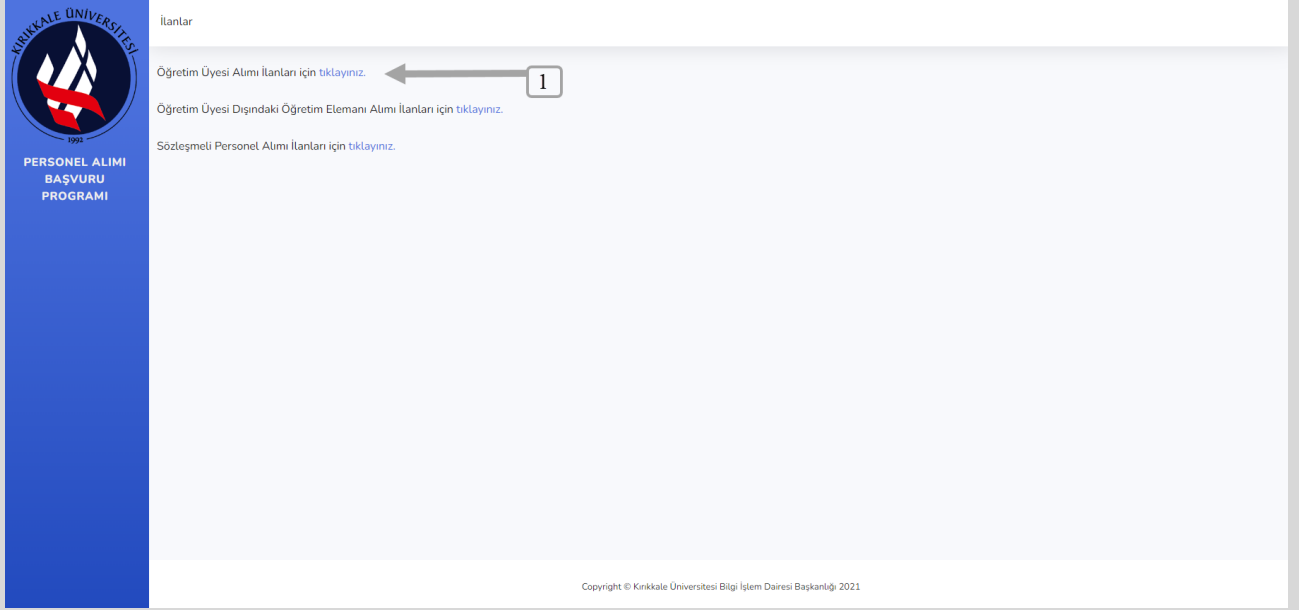 KIRIKKALE ÜNİVERSİTESİ
1992
PERSONEL ALIMI
BAŞVURU
PROGRAMI
İlanlar
Öğretim Üyesi Alımı İlanları için tıklayınız.
1
Öğretim Üyesi Dışındaki Öğretim Elemanı Alımı İlanları için tıklayınız.
Sözleşmeli Personel Alımı İlanları için tıklayınız.
Copyright © Kırıkkale Üniversitesi Bilgi İşlem Dairesi Başkanlığı 2021